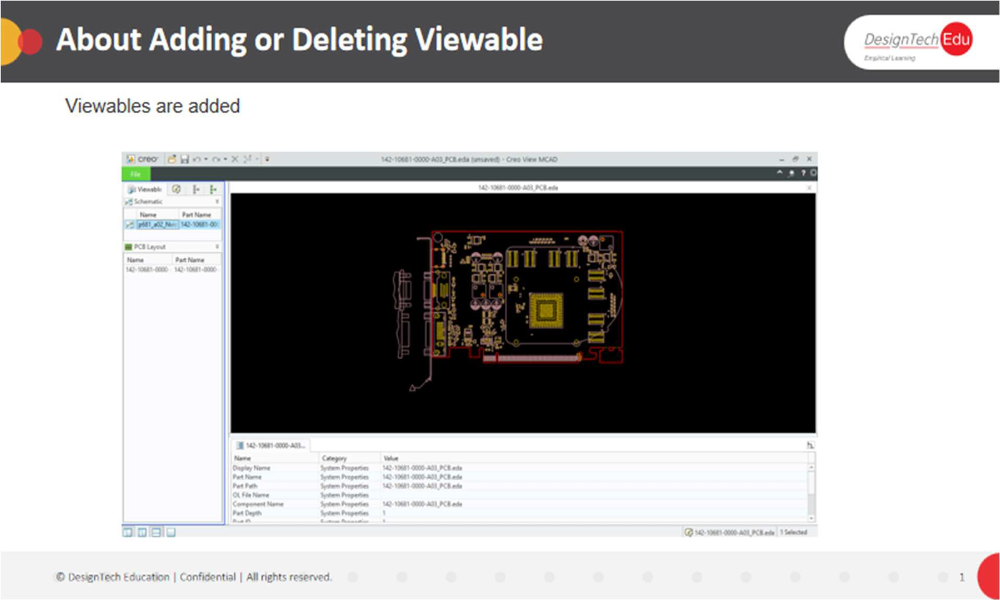 About Adding or Deleting Viewable
DesignTech Edu
Empirical Learning
Viewables are added
creo
142-10681-0000-A03_PCB.eda (unsaved) - Creo View MCAD
File
Viewable
142-10681-0000-A03_PCB.eda
Schematic
Name Part Name
142-10681-00
PCB Layout
Name Part Name
142-10681-0000 142-10681-0000
142-10681-0000-A03...
Name Category Value
Display Name System Properties 142-10681-0000-A03_PCB.eda
Part Name System Properties 142-10681-0000-A03_PCB.eda
Part Path System Properties 142-10681-0000-A03_PCB.eda
OL File Name System Properties
Component Name System Properties 142-10681-0000-A03_PCB.eda
Part Depth System Properties 1
Part ID System Properties 1
142-10681-0000-A03_PCB.eda 1 Selected
© DesignTech Education | Confidential | All rights reserved.
1